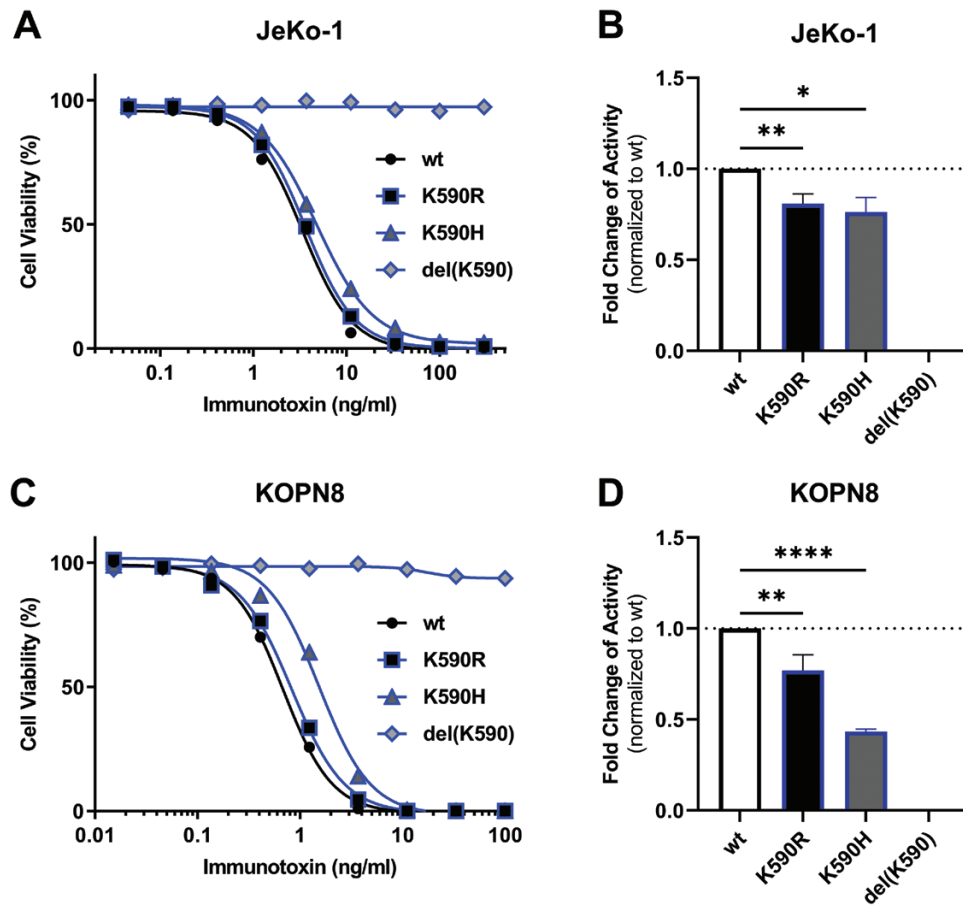 A
JeKo-1
Cell Viability (%)
100
50
0
wt
K590R
K590H
del(K590)
0.1
1
10
100
Immunotoxin (ng/ml)
B
JeKo-1
Fold Change of Activity
(normalized to wt)
1.5
1.0
0.5
0.0
*
**
wt
K590R
K590H
del(K590)
C
KOPN8
Cell Viability (%)
100
50
0
wt
K590R
K590H
del(K590)
0.01
0.1
1
10
100
Immunotoxin (ng/ml)
D
KOPN8
Fold Change of Activity
(normalized to wt)
1.5
1.0
0.5
0.0
****
**
wt
K590R
K590H
del(K590)